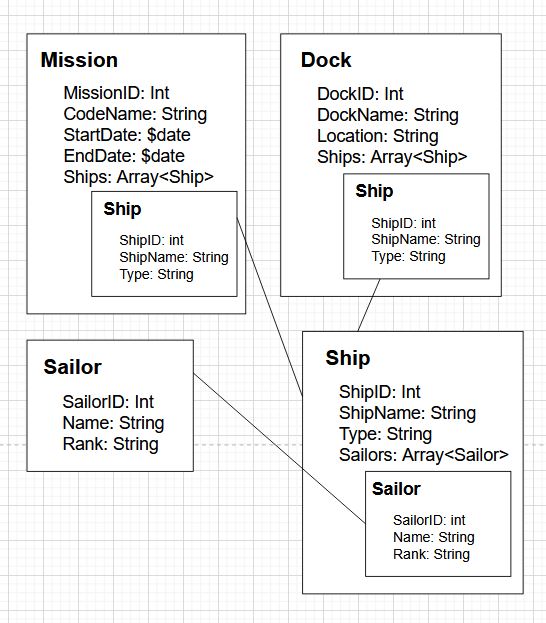 Mission
MissionID: Int
CodeName: String
StartDate: $date
EndDate: $date
Ships: Array<Ship>
Ship
ShipID: int
ShipName: String
Type: String
Dock
DockID: Int
DockName: String
Location: String
Ships: Array<Ship>
Ship
ShipID: int
ShipName: String
Type: String
Sailor
SailorID: Int
Name: String
Rank: String
Ship
ShipID: Int
ShipName: String
Type: String
Sailors: Array<Sailor>
Sailor
SailorID: int
Name: String
Rank: String